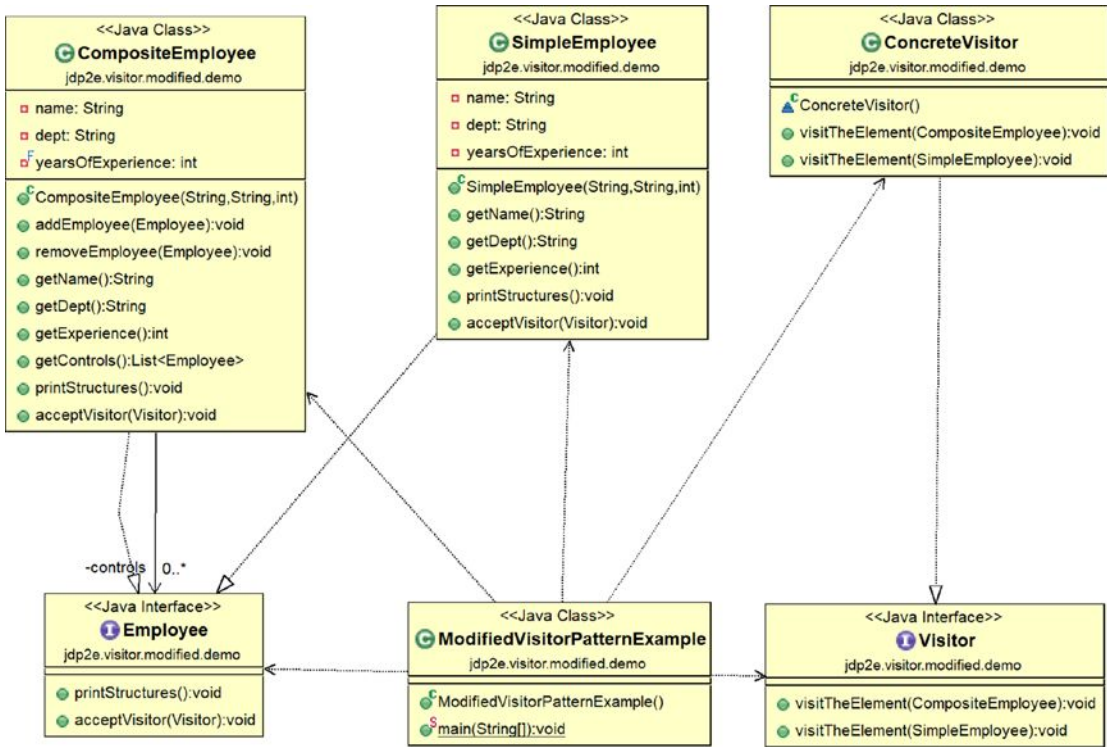 <<Java Class>>
CompositeEmployee
jdp2e.visitor.modified.demo
name: String
dept: String
yearsOfExperience: int
CompositeEmployee(String,String,int)
addEmployee(Employee):void
removeEmployee(Employee):void
getName():String
getDept():String
getExperience():int
getControls():List<Employee>
printStructures():void
acceptVisitor(Visitor):void
<<Java Class>>
SimpleEmployee
jdp2e.visitor.modified.demo
name: String
dept: String
yearsOfExperience: int
SimpleEmployee(String,String,int)
getName():String
getDept():String
getExperience():int
printStructures():void
acceptVisitor(Visitor):void
<<Java Class>>
ConcreteVisitor
jdp2e.visitor.modified.demo
ConcreteVisitor()
visitTheElement(CompositeEmployee):void
visitTheElement(SimpleEmployee):void
-controls 0..*
<<Java Interface>>
Employee
jdp2e.visitor.modified.demo
printStructures():void
acceptVisitor(Visitor):void
<<Java Class>>
ModifiedVisitorPatternExample
jdp2e.visitor.modified.demo
ModifiedVisitorPatternExample()
main(String[]):void
<<Java Interface>>
Visitor
jdp2e.visitor.modified.demo
visitTheElement(CompositeEmployee):void
visitTheElement(SimpleEmployee):void